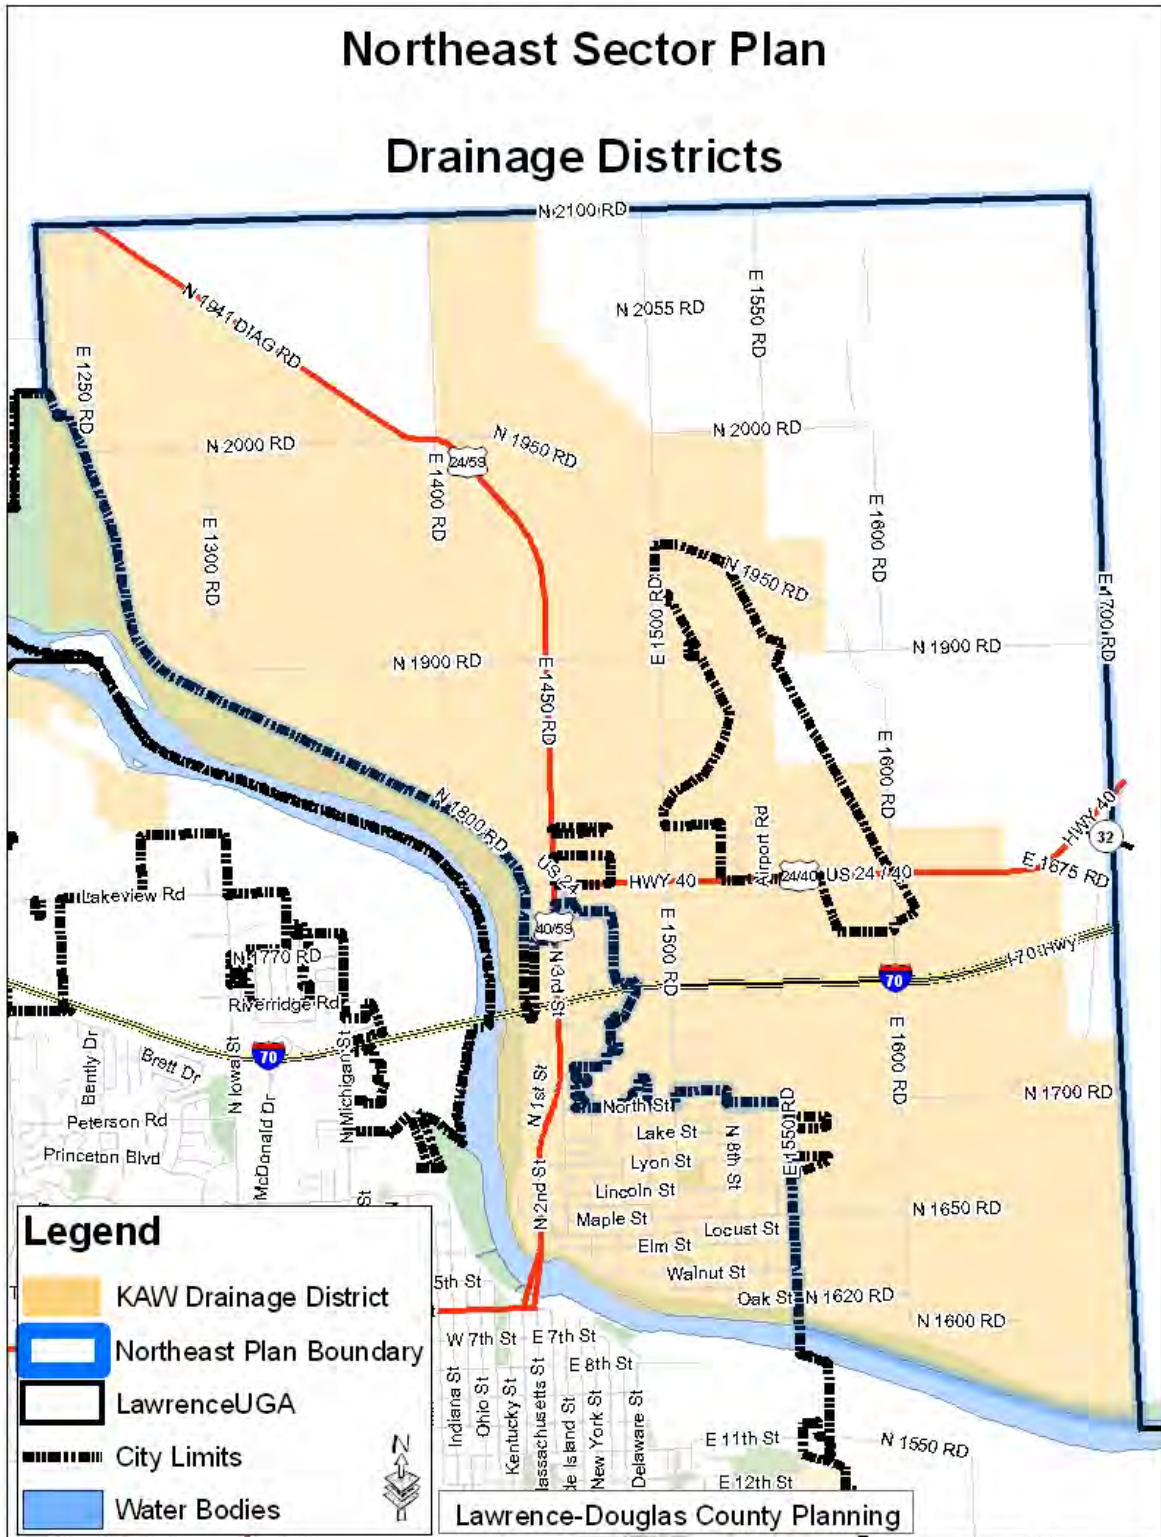 Northeast Sector Plan
Drainage Districts
N 2100 RD
N 1941 DIAG RD
N 2055 RD
E 1550 RD
E 1250 RD
N 2000 RD
N 1950 RD
24/59
E 1400 RD
N 2000 RD
E 1300 RD
E 1600 RD
N 1950 RD
E 1500 RD
E 1700 RD
N 1900 RD
N 1900 RD
E 1450 RD
E 1600 RD
N 1800 RD
HWY 40
32
US 24
HWY 40
Airport Rd
24/40
US 24 / 40
E 1675 RD
Lakeview Rd
40/59
N 3rd St
E 1500 RD
I-70 Hwy
70
N 1770 RD
Riverridge Rd
70
Bently Dr
Brett Dr
N Iowa St
McDonald Dr
N Michigan St
N 1st St
E 1600 RD
N 1700 RD
Peterson Rd
Princeton Blvd
North St
Lake St
Lyon St
Lincoln St
Maple St
N 8th St
E 1550 RD
N 2nd St
Locust St
Elm St
Walnut St
Oak St
N 1650 RD
N 1620 RD
N 1600 RD
St
5th St
W 7th St
E 7th St
E 8th St
Indiana St
Ohio St
Kentucky St
lassachusetts St
de Island St
New York St
Delaware St
E 11th St
N 1550 RD
E 12th St
Legend
KAW Drainage District
Northeast Plan Boundary
LawrenceUGA
City Limits
Water Bodies
N
Lawrence-Douglas County Planning